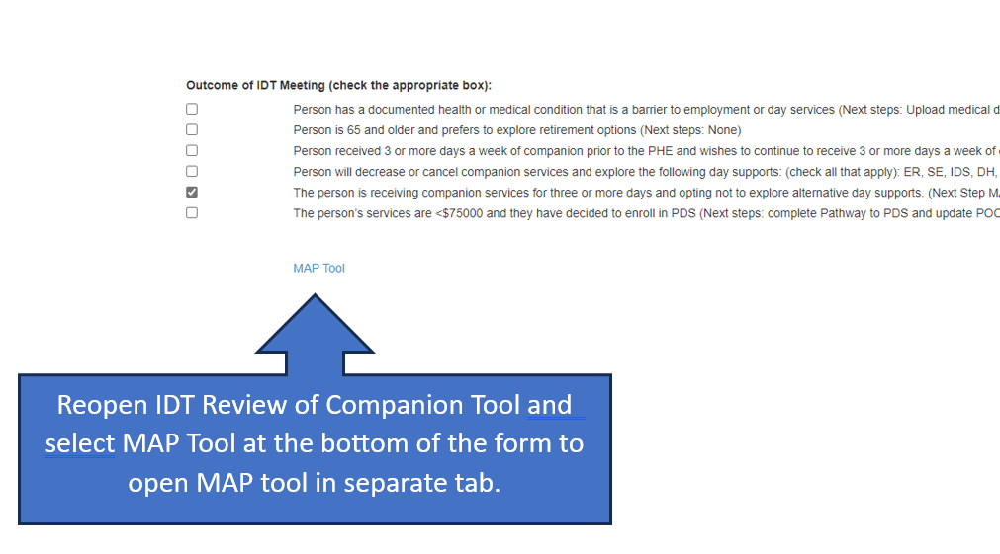 Outcome of IDT Meeting (check the appropriate box):
Person has a documented health or medical condition that is a barrier to employment or day services (Next steps: Upload medical d
Person is 65 and older and prefers to explore retirement options (Next steps: None)
Person received 3 or more days a week of companion prior to the PHE and wishes to continue to receive 3 or more days a week of
Person will decrease or cancel companion services and explore the following day supports: (check all that apply): ER, SE, IDS, DH,
The person is receiving companion services for three or more days and opting not to explore alternative day supports. (Next Step MA
The person's services are <$75000 and they have decided to enroll in PDS (Next steps: complete Pathway to PDS and update POC
MAP Tool
Reopen IDT Review of Companion Tool and
select MAP Tool at the bottom of the form to
open MAP tool in separate tab.